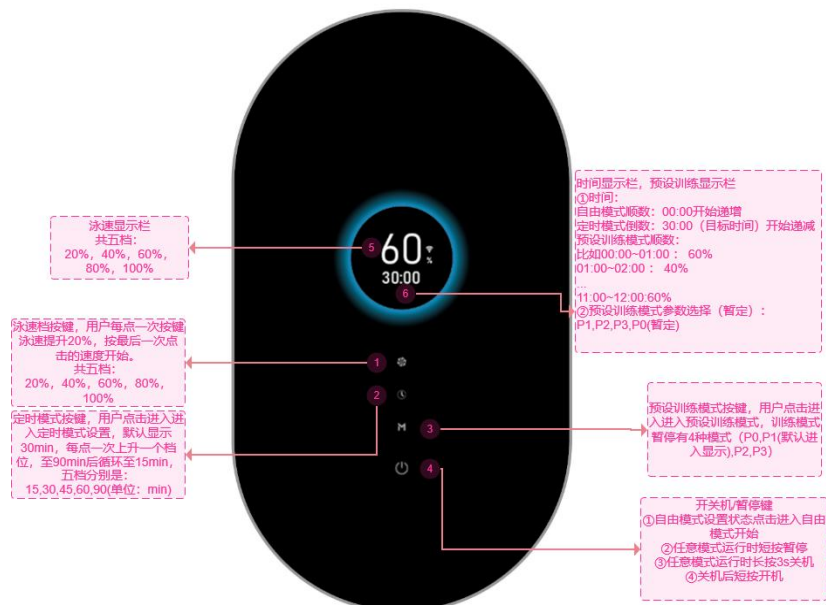 泳速显示栏
共五档：
20%，40%，60%，
80%，100%
泳速档按键，用户每点一次按键
泳速提升20%，按最后一次点
击的速度开始。
共五档：
20%，40%，60%，80%，
100%
定时模式按键，用户点击进入进
入定时模式设置，默认显示
30min，每点一次上升一个档
位，至90min后循环至15min，
五档分别是：
15,30,45,60,90(单位：min)
5
60
%
30:00
6
1
2
M
3
4
时间显示栏，预设训练显示栏
①时间：
自由模式顺数：00:00开始递增
定时模式倒数：30:00（目标时间）开始递减
预设训练模式顺数：
比如00:00~01:00 ： 60%
01:00~02:00 ： 40%
...
11:00~12:00:60%
②预设训练模式参数选择（暂定）：
P1,P2,P3,P0(暂定)
预设训练模式按键，用户点击进
入进入预设训练模式，训练模式
暂停有4种模式（P0,P1(默认进
入显示),P2,P3）
开关机/暂停键
①自由模式设置状态点击进入自由
模式开始
②任意模式运行时短按暂停
③任意模式运行时长按3s关机
④关机后短按开机